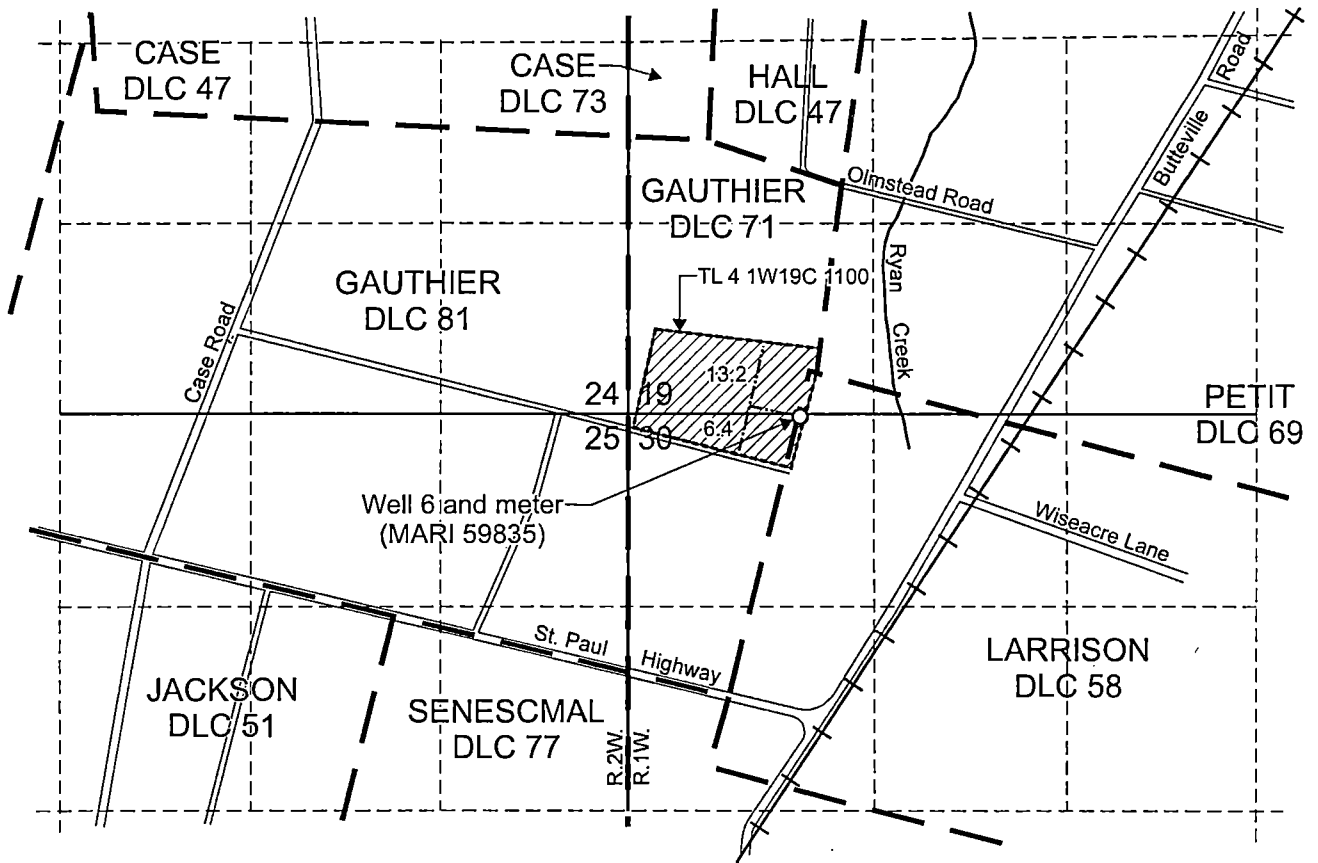 CASE
DLC 47
CASE
DLC 73
HALL
DLC 47
Road
Butteville
GAUTHIER
DLC 71
Olmstead Road
Ryan
Creek
TL 4 1W19C 1100
GAUTHIER
DLC 81
Case Road
13.2
24 19
6.4
25 30
PETIT
DLC 69
Well 6 and meter
(MARI 59835)
Wiseacre Lane
St. Paul Highway
LARRISON
DLC 58
JACKSON
DLC 51
SENESCMAL
DLC 77
R.2W.
R.1W.